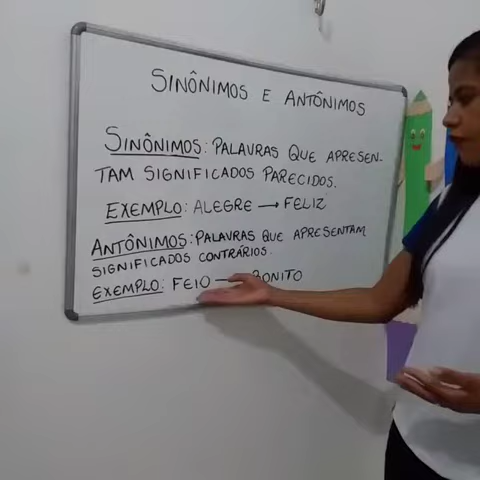 SINÔNIMOS E ANTÔNIMOS
SINÔNIMOS: PALAVRAS QUE APRESEN-
TAM SIGNIFICADOS PARECIDOS.
EXEMPLO: ALEGRE → FELIZ
ANTÔNIMOS: PALAVRAS QUE APRESENTAM
SIGNIFICADOS CONTRÁRIOS.
EXEMPLO: FEIO → BONITO